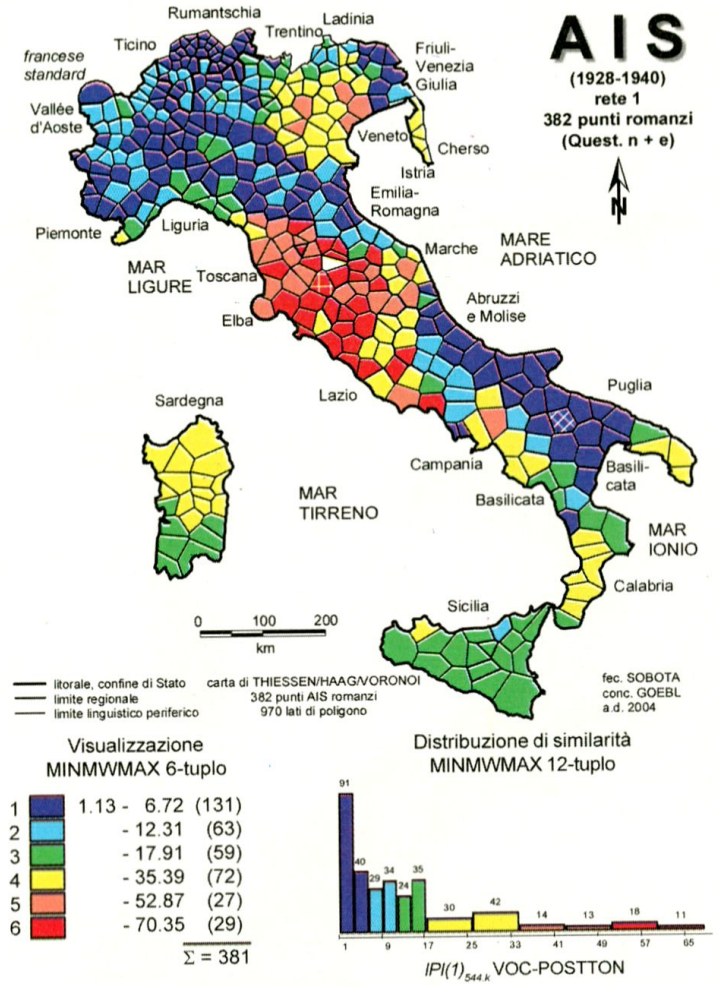 Rumantschia
Ladinia
Ticino
Trentino
francese
standard
Friuli-
Venezia
Giulia
AIS
(1928-1940)
rete 1
382 punti romanzi
(Quest. n + e)
N
Vallée
d'Aoste
Veneto
Cherso
Istria
Emilia-
Romagna
Piemonte
Liguria
Marche
MARE
ADRIATICO
MAR
LIGURE
Toscana
Elba
Abruzzi
e Molise
Lazio
Puglia
Sardegna
Campania
Basili-
cata
Basilicata
MAR
TIRRENO
MAR
IONIO
Calabria
Sicilia
0 100 200
km
litorale, confine di Stato
limite regionale
limite linguistico periferico
carta di THIESSEN/HAAG/VORONOI
382 punti AIS romanzi
970 lati di poligono
fec. SOBOTA
conc. GOEBL
a.d. 2004
Visualizzazione
MINMWMAX 6-tuplo
1 1.13 - 6.72 (131)
2 - 12.31 (63)
3 - 17.91 (59)
4 - 35.39 (72)
5 - 52.87 (27)
6 - 70.35 (29)
Σ = 381
Distribuzione di similarità
MINMWMAX 12-tuplo
91
40 29 34 24 35 30 42 14 13 18 11
1 9 17 25 33 41 49 57 65
IPI(1)544,k VOC-POSTTON